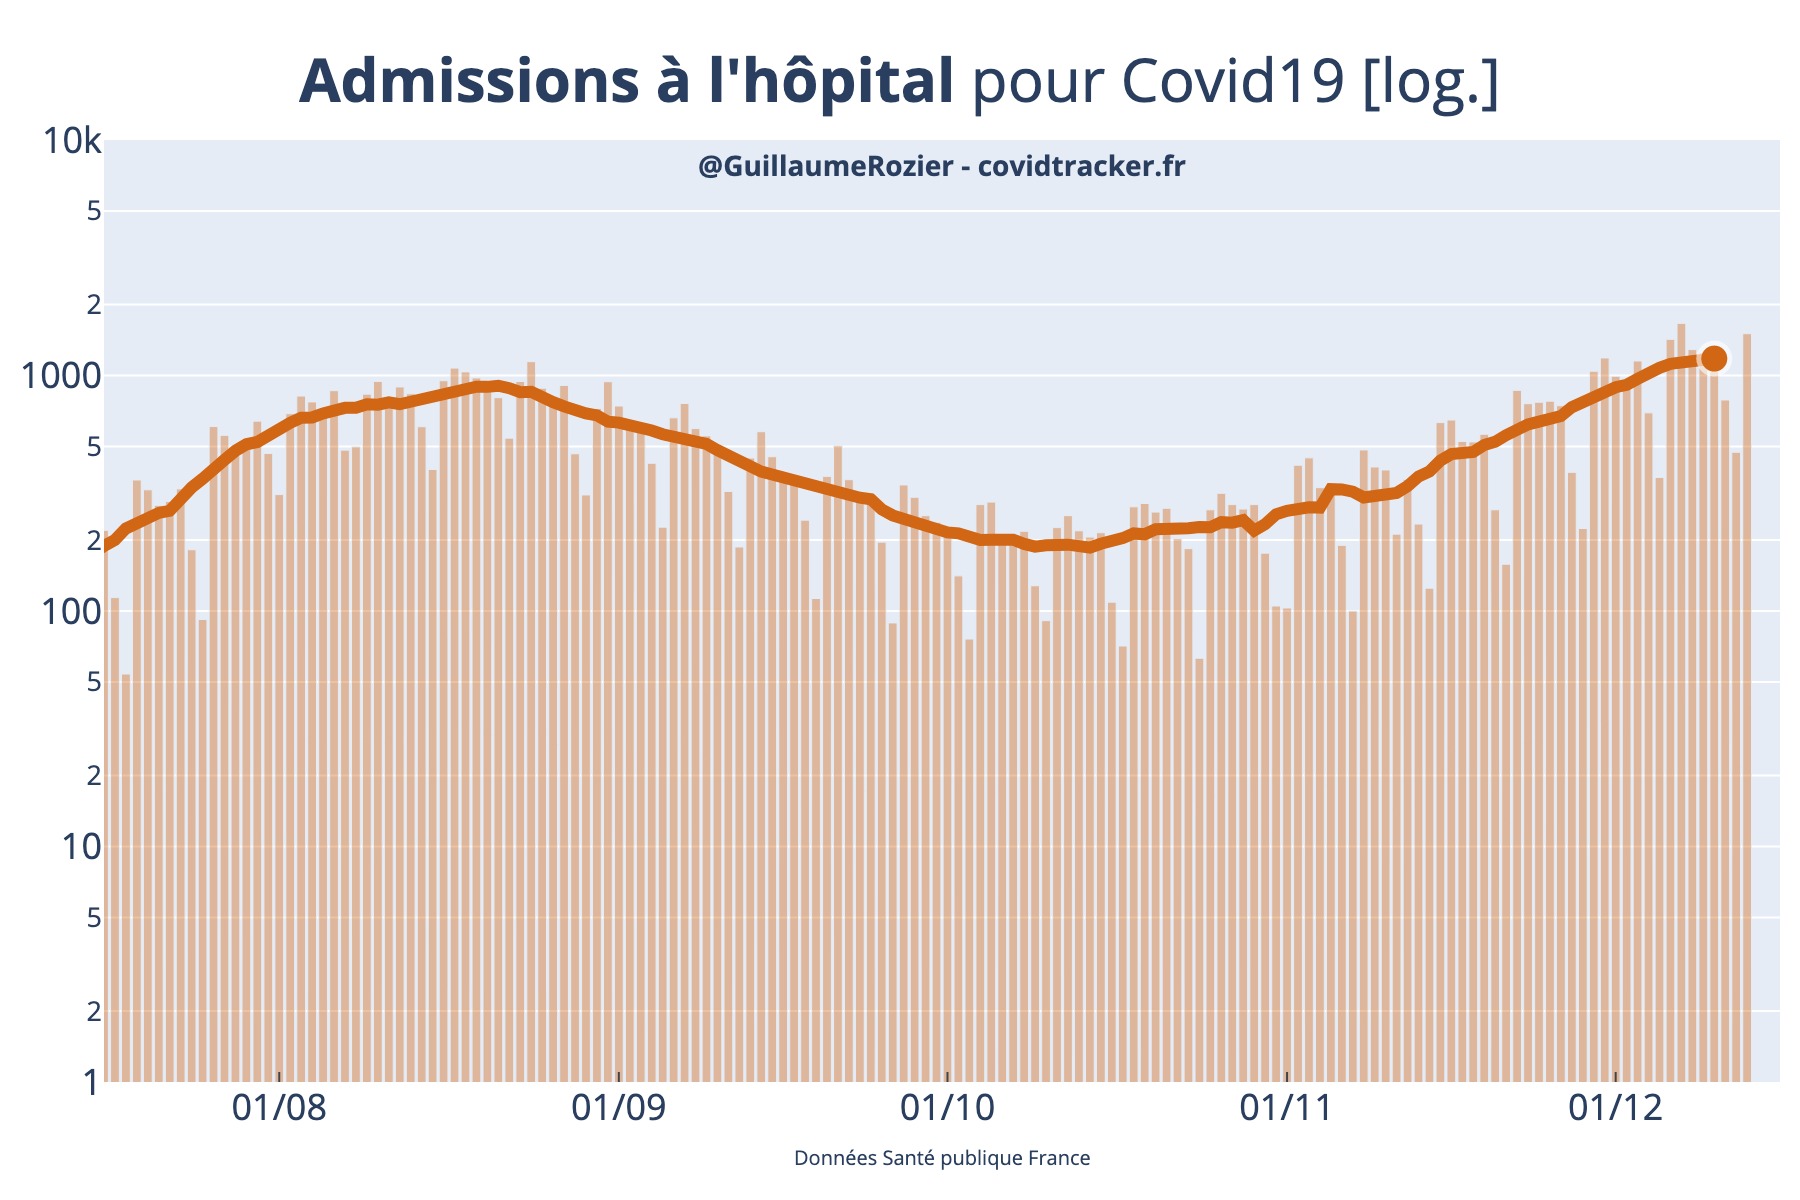 Admissions à l'hôpital pour Covid19 [log.]
@GuillaumeRozier - covidtracker.fr
10k
5
2
1000
5
2
100
5
2
10
5
2
1
01/08 01/09 01/10 01/11 01/12
Données Santé publique France